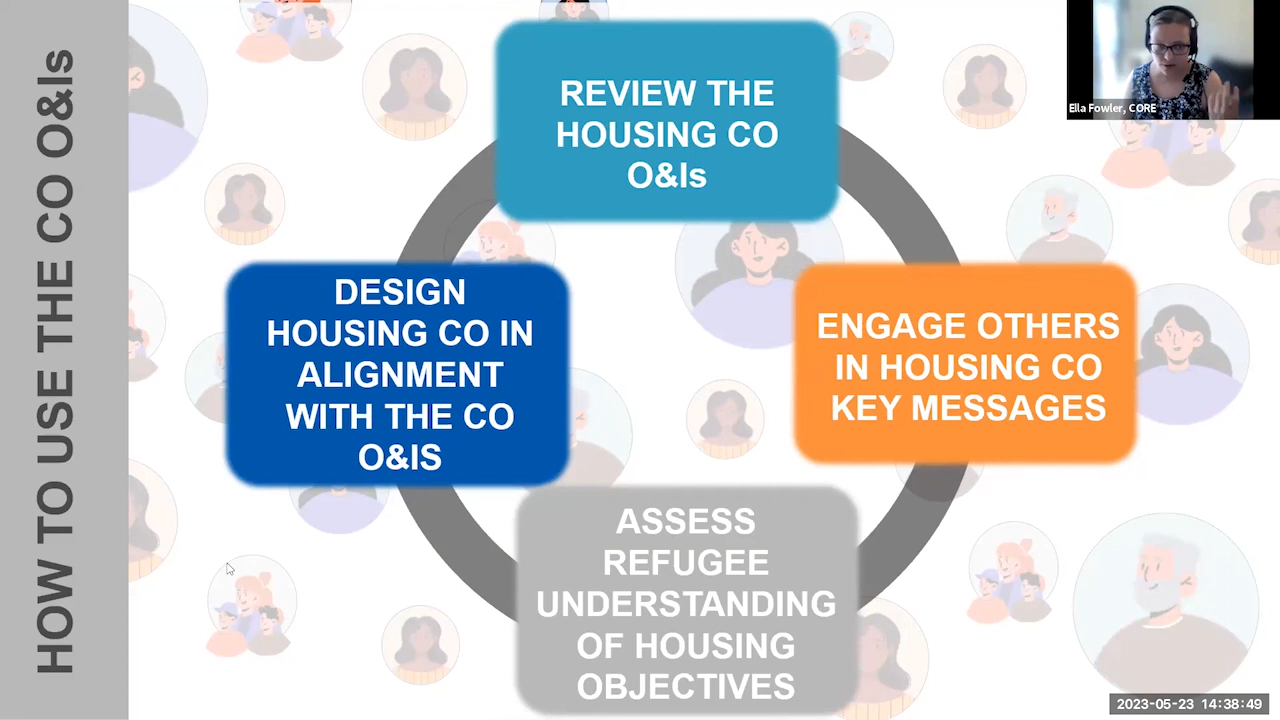 HOW TO USE THE CO O&Is
REVIEW THE
HOUSING CO
O&Is
Ella Fowler, CORE
DESIGN
HOUSING CO IN
ALIGNMENT
WITH THE CO
O&IS
ENGAGE OTHERS
IN HOUSING CO
KEY MESSAGES
ASSESS
REFUGEE
UNDERSTANDING
OF HOUSING
OBJECTIVES
2023-05-23 14:38:49